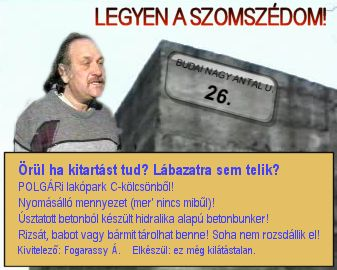 LEGYEN A SZOMSZÉDOM!
BUDAI NAGY ANTAL U.
26.
Örül ha kitartást tud? Lábazatra sem telik?
POLGÁRi lakópark C-kölcsönből!
Nyomásálló mennyezet (mer' nincs miből)!
Úsztatott betonból készült hidralika alapú betonbunker!
Rizsát, babot vagy bármit tárolhat benne! Soha nem rozsdállik el!
Kivitelező: Fogarassy Á. Elkészül: ez még kilátástalan.